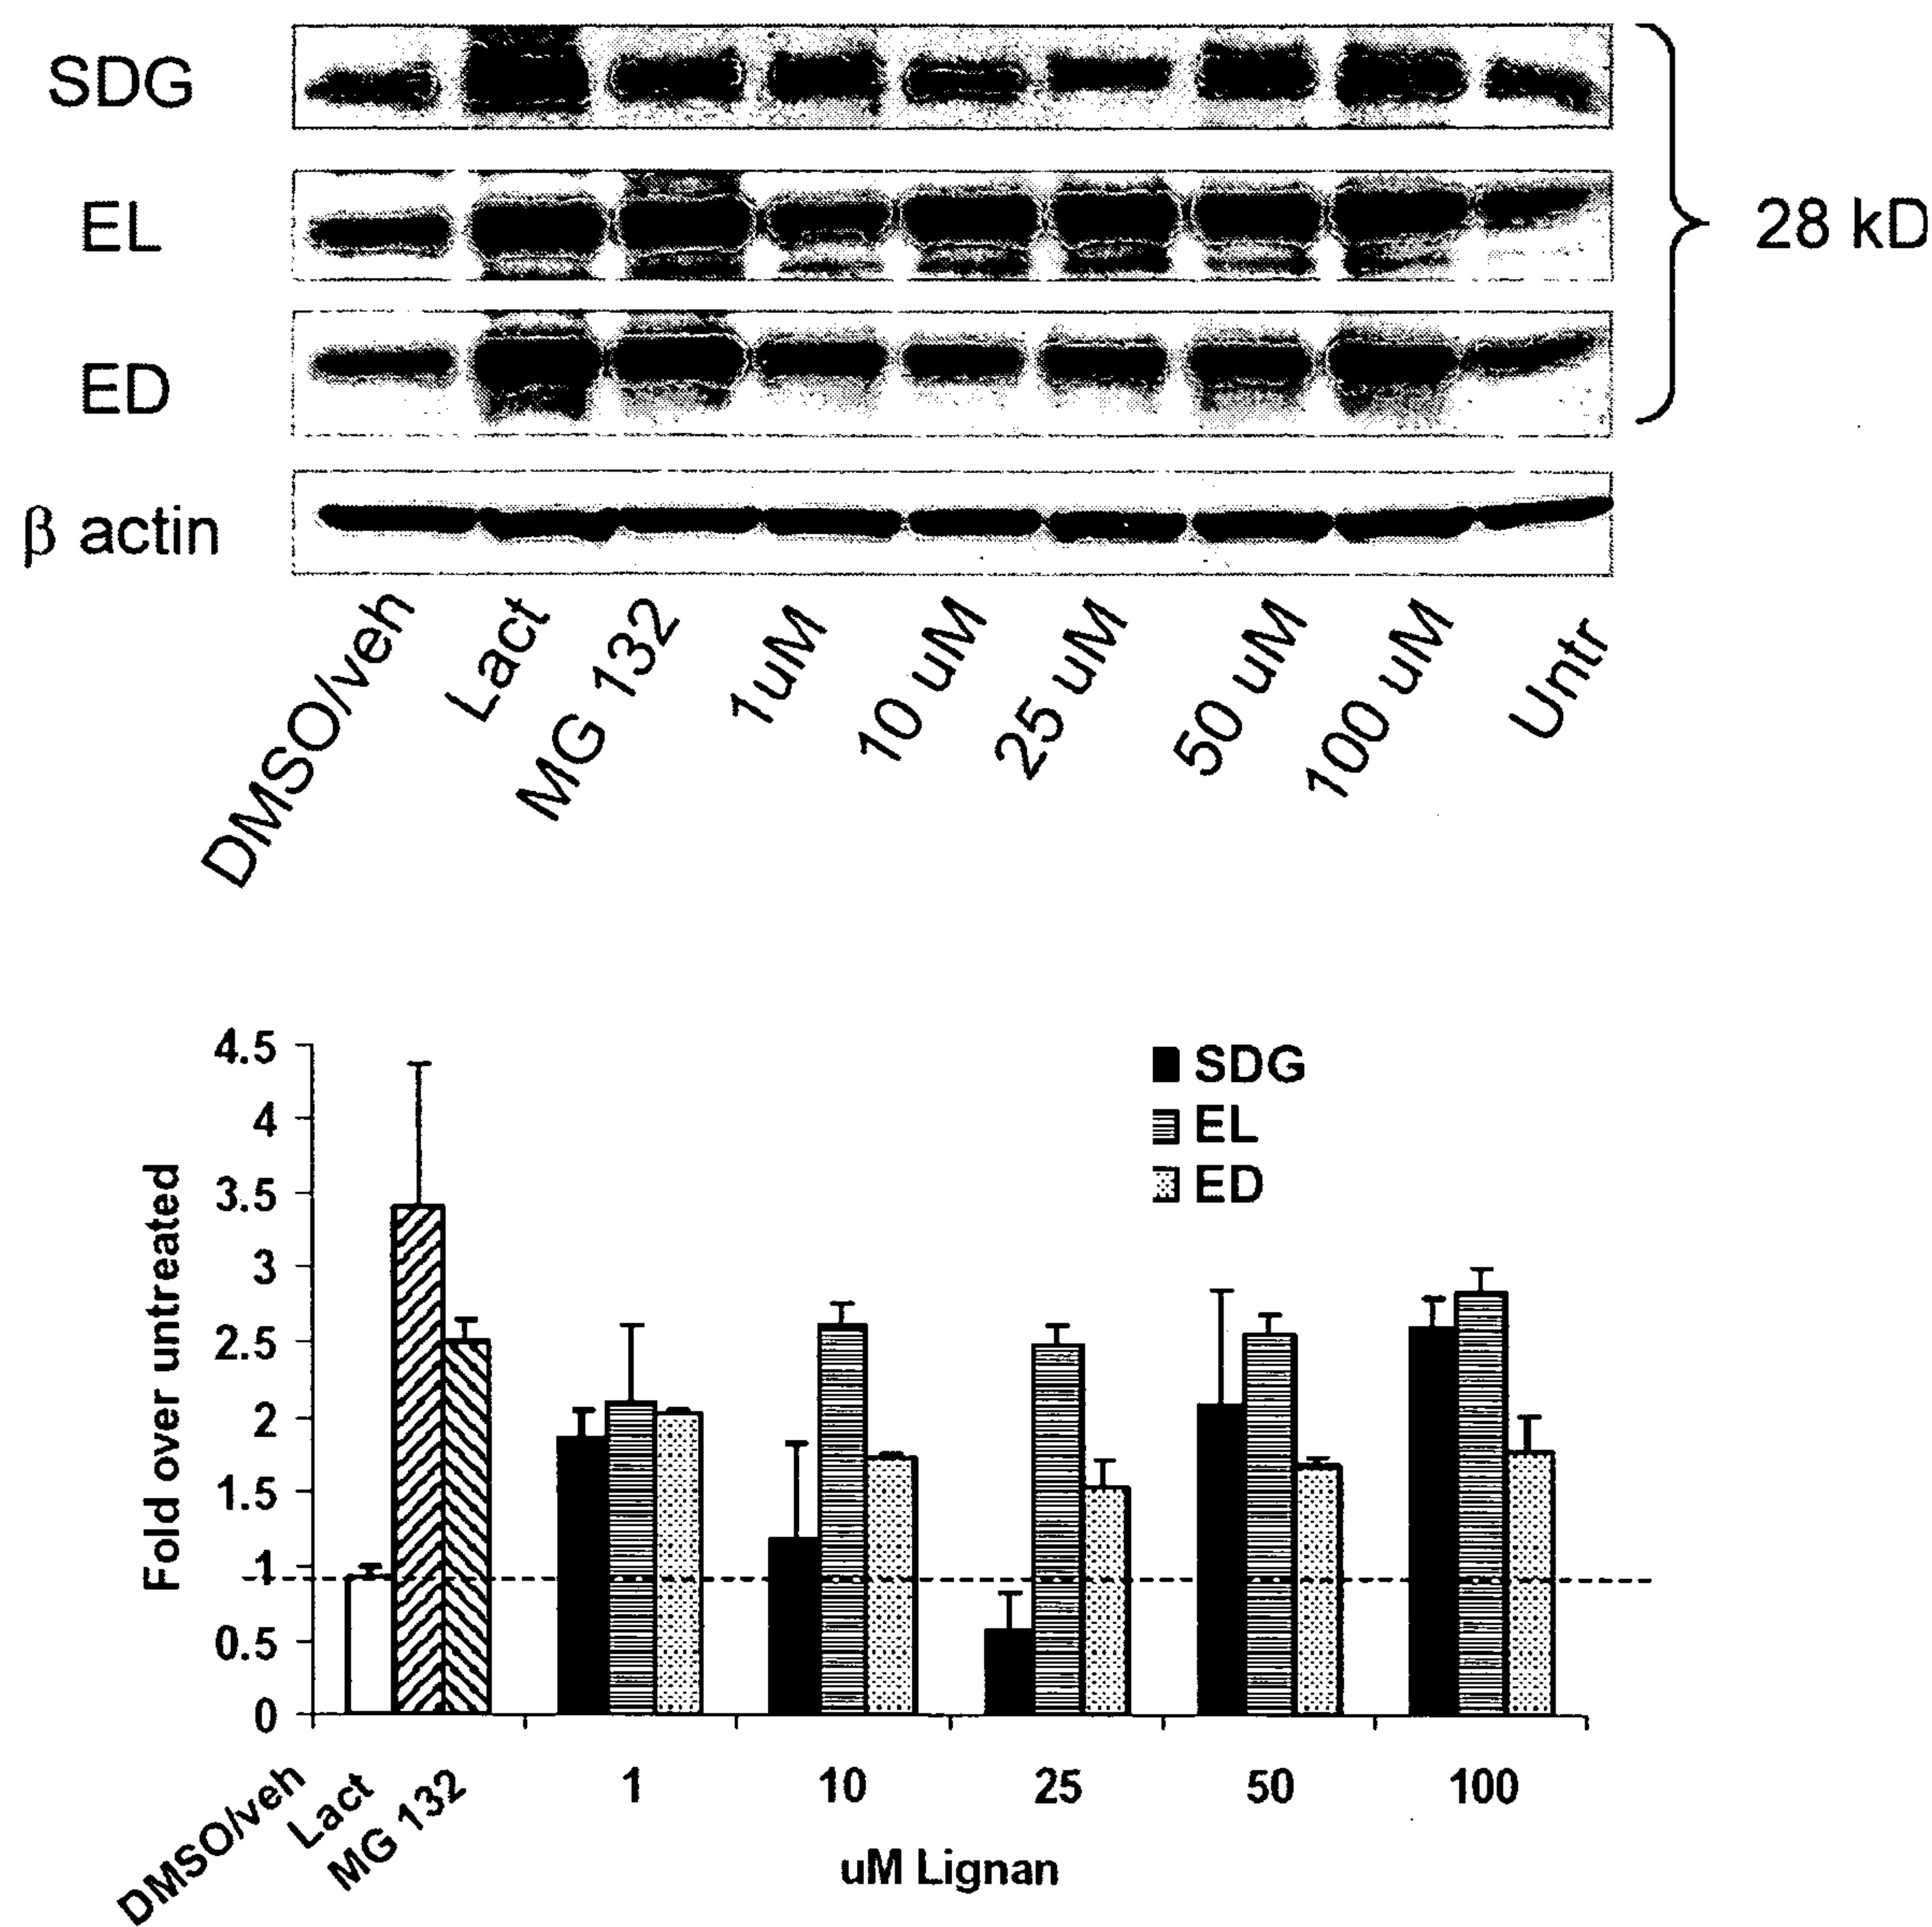 SDG
EL
28 kD
ED
β actin
DMSO/veh
Lact
MG 132
1uM
10 uM
25 uM
50 uM
100 uM
Untr
4.5
4
3.5
3
2.5
2
1.5
1
0.5
0
Fold over untreated
SDG
EL
ED
DMSO/veh
Lact
MG 132
1
10
25
50
100
uM Lignan